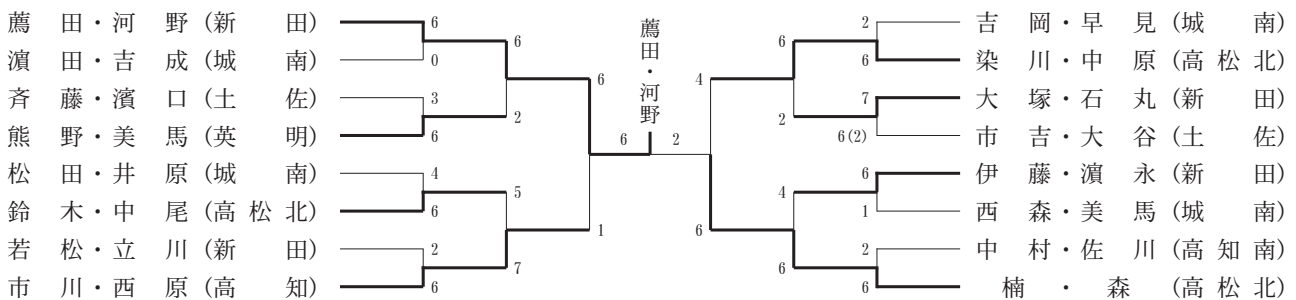 薦田・河野（新田）
濵田・吉成（城南）
斉藤・濱口（土佐）
熊野・美馬（英明）
松田・井原（城南）
鈴木・中尾（高松北）
若松・立川（新田）
市川・西原（高知）
6
0
3
6
4
6
2
6
6
2
5
7
6
1
6
薦田・河野
2
4
6
6
2
4
6
2
6
7
6(2)
6
1
2
6
吉岡・早見（城南）
染川・中原（高松北）
大塚・石丸（新田）
市吉・大谷（土佐）
伊藤・濵永（新田）
西森・美馬（城南）
中村・佐川（高知南）
楠・森（高松北）